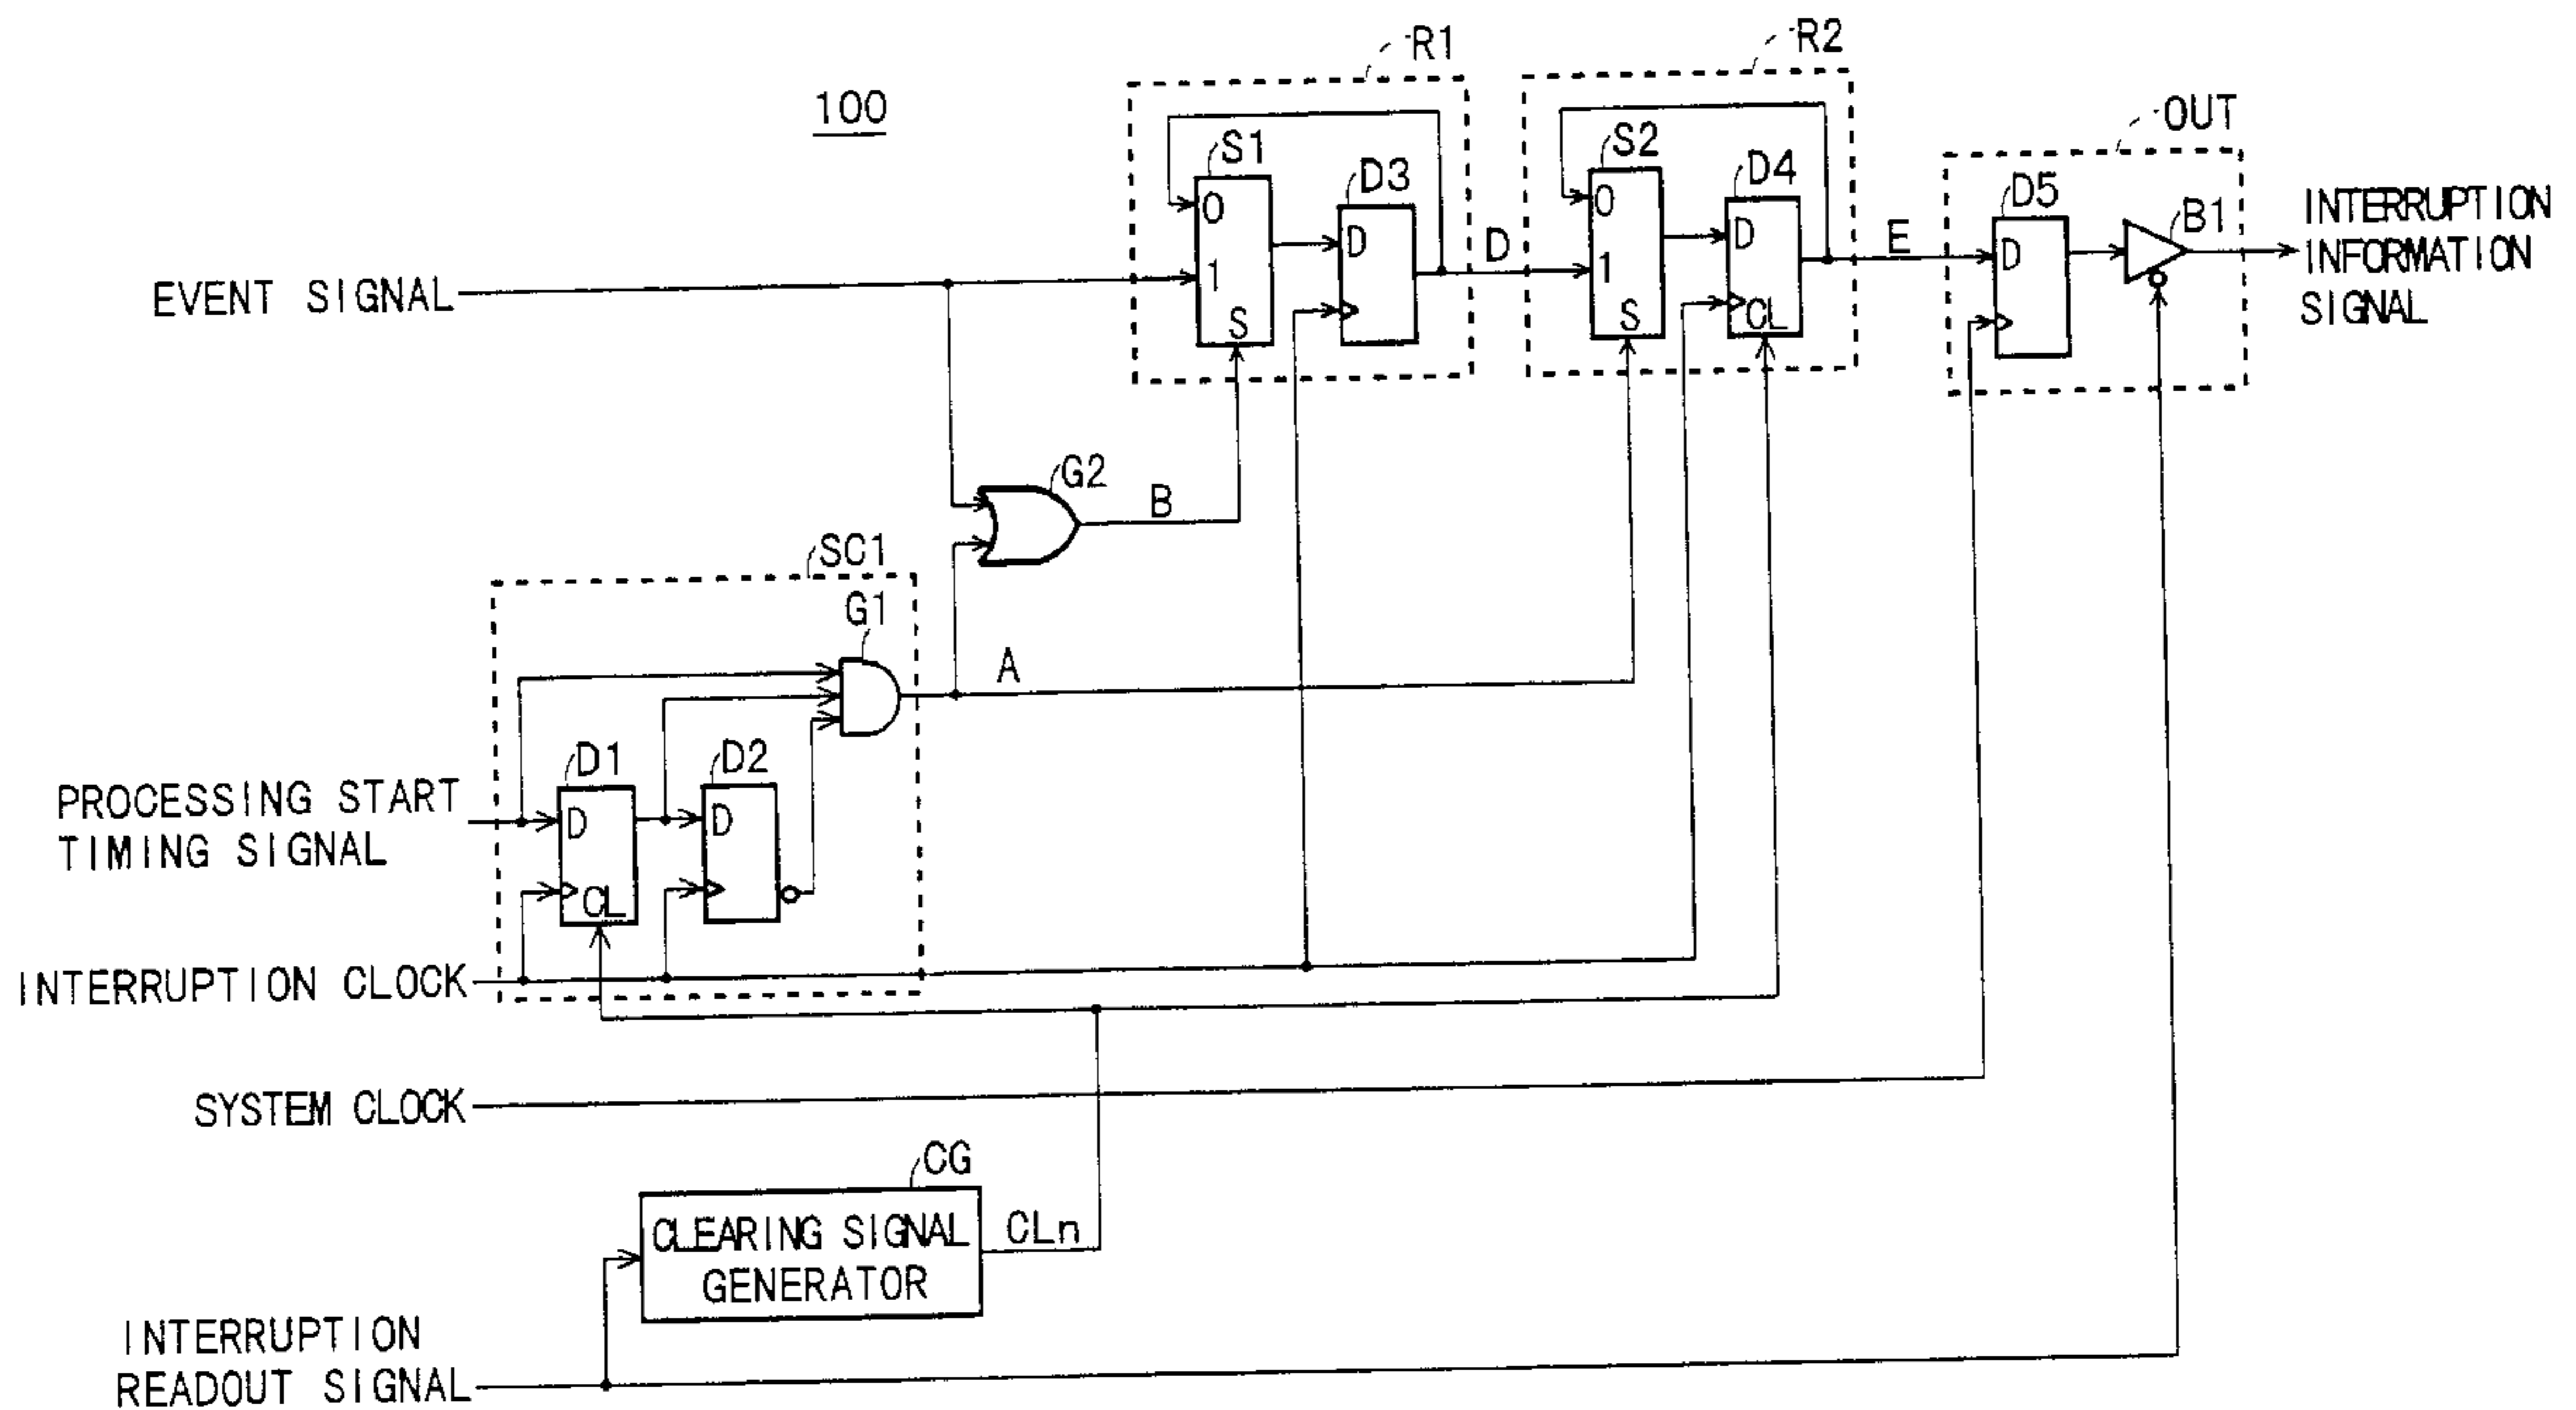 100
R1
R2
OUT
S1
D3
S2
D4
D5
B1
0
1
S
D
D
0
1
S
D
CL
E
D
INTERRUPTION
INFORMATION
SIGNAL
EVENT SIGNAL
G2
B
SC1
G1
A
D1
D2
PROCESSING START
TIMING SIGNAL
D
CL
D
INTERRUPTION CLOCK
SYSTEM CLOCK
CG
CLEARING SIGNAL
GENERATOR
CLn
INTERRUPTION
READOUT SIGNAL